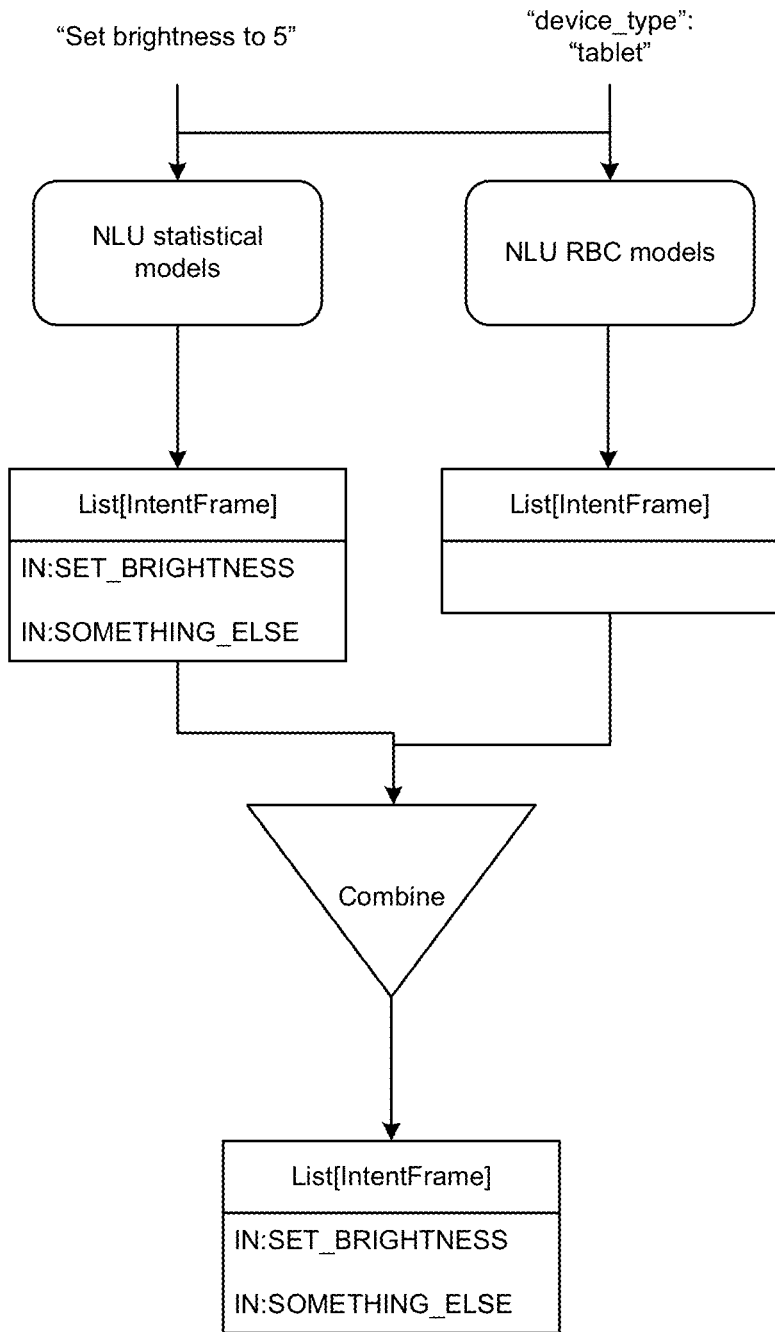 “Set brightness to 5”
“device_type”:
“tablet”
NLU statistical
models
NLU RBC models
List[IntentFrame]
IN:SET_BRIGHTNESS
IN:SOMETHING_ELSE
List[IntentFrame]
Combine
List[IntentFrame]
IN:SET_BRIGHTNESS
IN:SOMETHING_ELSE